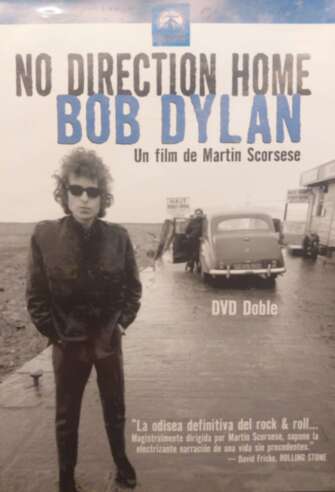 NO DIRECTION HOME
BOB DYLAN
Un film de Martin Scorsese
DVD Doble
"La odisea definitiva del rock & roll...
Magistralmente dirigida por Martin Scorsese, supone la
electrizante narración de una vida sin precedentes."
— David Fricke, ROLLING STONE